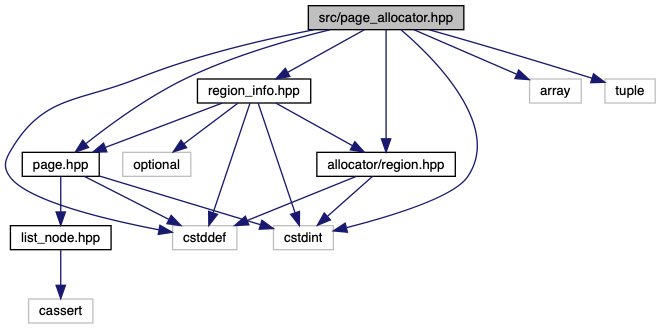 src/page_allocator.hpp
region_info.hpp
array
tuple
page.hpp
optional
allocator/region.hpp
list_node.hpp
cstddef
cstdint
cassert